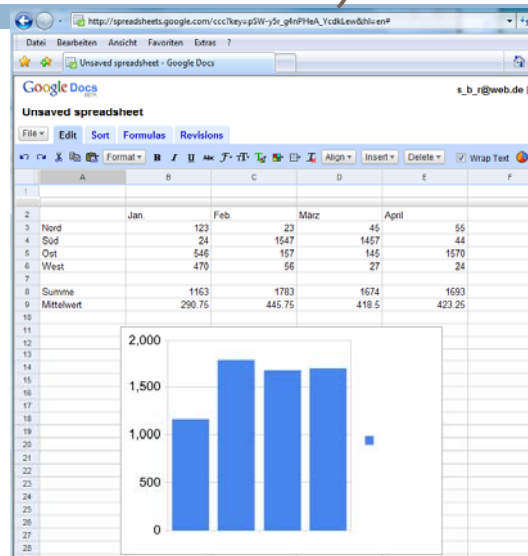 http://spreadsheets.google.com/ccc?key=pSW-y5r_g4nPHeA_YcdkLew&hl=en#
Datei Bearbeiten Ansicht Favoriten Extras ?
Unsaved spreadsheet - Google Docs
Google Docs
BETA
s_b_r@web.de
Unsaved spreadsheet
File Edit Sort Formulas Revisions
Format B I U Abc F Align Insert Delete Wrap Text
A B C D E F
1
2 Jan. Feb. März April
3 Nord 123 23 45 55
4 Süd 24 1547 1457 44
5 Ost 546 157 145 1570
6 West 470 56 27 24
7
8 Summe 1163 1783 1674 1693
9 Mittelwert 290.75 445.75 418.5 423.25
10
11
12
13
14
15
16
17
18
19
20
21
22
23
24
25
26
27
28
2,000
1,500
1,000
500
0